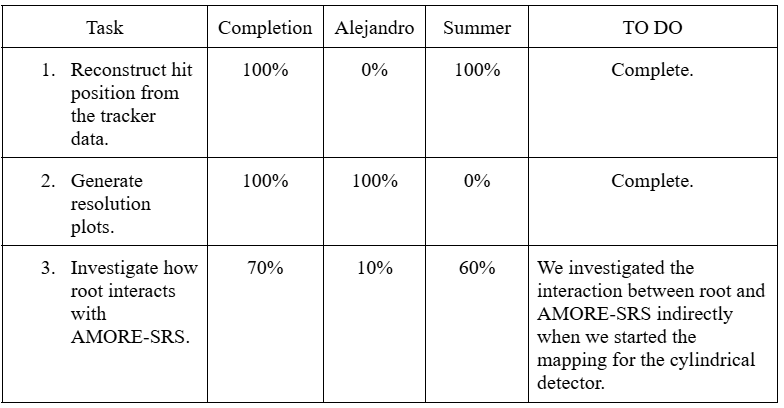 Task Completion Alejandro Summer TO DO
1. Reconstruct hit 100% 0% 100% Complete.
position from
the tracker
data.
2. Generate 100% 100% 0% Complete.
resolution
plots.
3. Investigate how 70% 10% 60% We investigated the
root interacts interaction between root and
with AMORE-SRS indirectly
AMORE-SRS. when we started the
mapping for the cylindrical
detector.